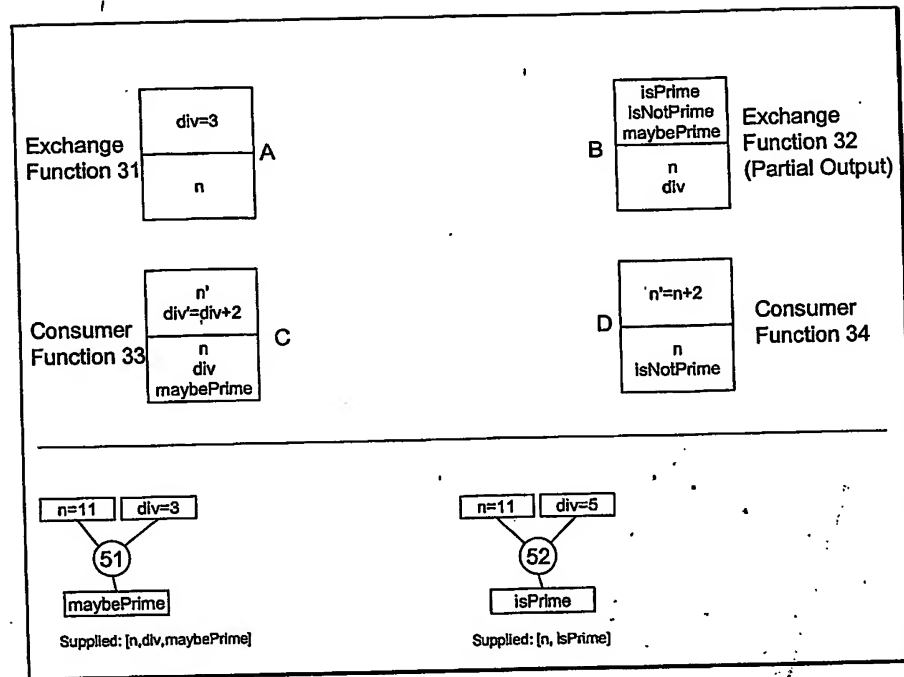 Exchange
Function 31
div=3
n
A
B
isPrime
isNotPrime
maybePrime
n
div
Exchange
Function 32
(Partial Output)
Consumer
Function 33
n'
div'=div+2
n
div
maybePrime
C
D
n'=n+2
n
isNotPrime
Consumer
Function 34
n=11 div=3
51
maybePrime
Supplied: [n,div,maybePrime]
n=11 div=5
52
isPrime
Supplied: [n, isPrime]